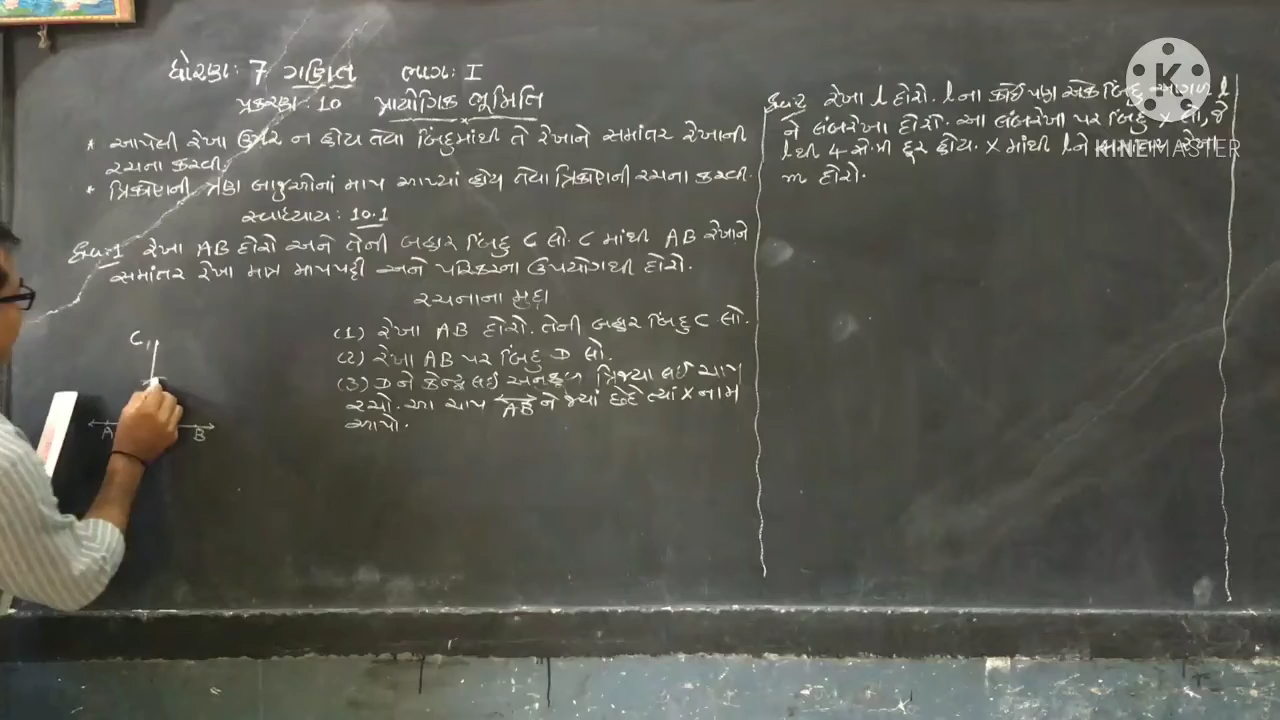 ધોરણ: 7 ગણિત ભાગ: I
પ્રકરણ: 10 પ્રાયોગિક ભૂમિતિ
* આપેલી રેખા ઉપર ન હોય તેવા બિંદુમાંથી તે રેખાને સમાંતર રેખાની
રચના કરવી.
* ત્રિકોણની ત્રણ બાજુઓનાં માપ આપ્યાં હોય તેવા ત્રિકોણની રચના કરવી.
સ્વાધ્યાય: 10.1
1 રેખા AB દોરો અને તેની બહાર બિંદુ C લો. C માંથી AB રેખાને
સમાંતર રેખા માત્ર માપપટ્ટી અને પરિકરના ઉપયોગથી દોરો.
રચનાના મુદ્દા
(1) રેખા AB દોરો. તેની બહાર બિંદુ C લો.
(2) રેખા AB પર બિંદુ D લો.
(3) D ને કેન્દ્ર લઈ અનુકૂળ ત્રિજ્યા લઈ ચાપ
રચો. આ ચાપ AB ને જ્યાં છેદે ત્યાં X નામ
આપો.
C
A B
2 રેખા l દોરો. l ના કોઈ પણ એક બિંદુ આગળ l
ને લંબરેખા દોરો. આ લંબરેખા પર બિંદુ X લો, જે
l થી 4 સે.મી દૂર હોય. X માંથી l ને સમાંતર રેખા
m દોરો.
K
KINEMASTER